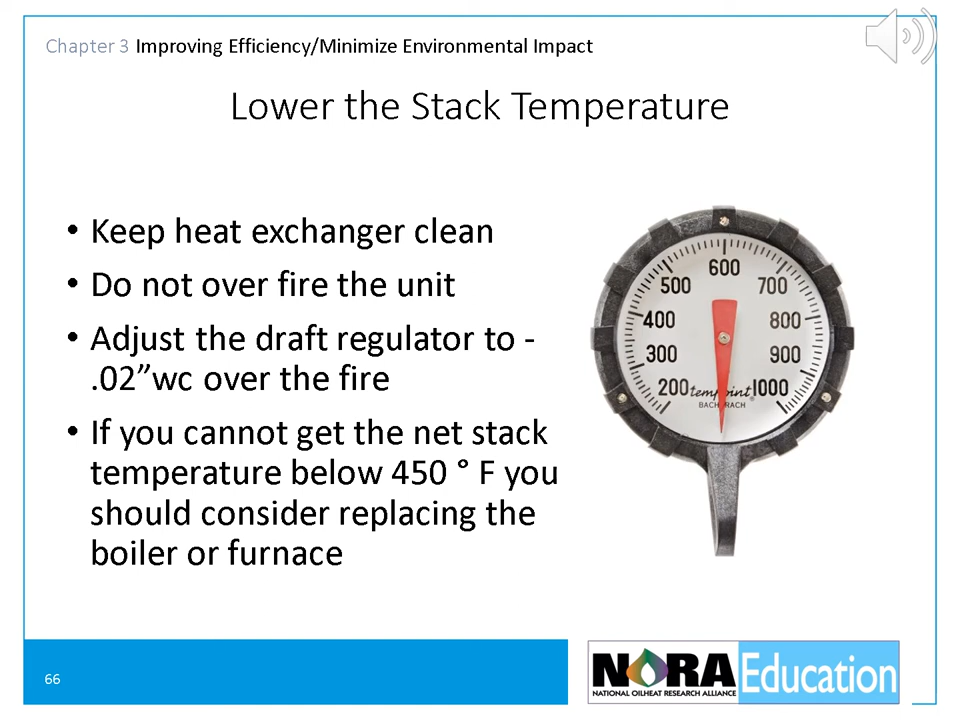 Chapter 3 Improving Efficiency/Minimize Environmental Impact
Lower the Stack Temperature
• Keep heat exchanger clean
• Do not over fire the unit
• Adjust the draft regulator to -
.02”wc over the fire
• If you cannot get the net stack
temperature below 450 ° F you
should consider replacing the
boiler or furnace
600
500 700
400 800
300 900
200 tempoint 1000
BACHARACH
66
NORA Education
NATIONAL OILHEAT RESEARCH ALLIANCE